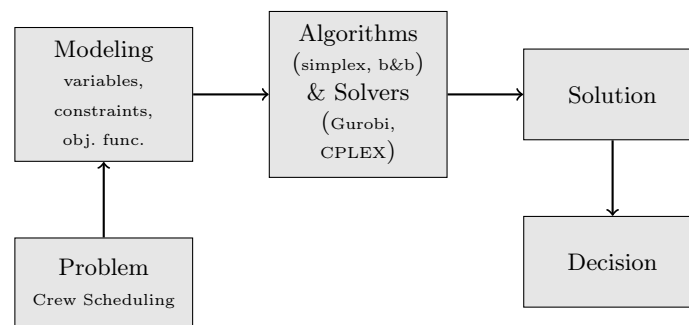 Modeling
variables,
constraints,
obj. func.
Algorithms
(simplex, b&b)
& Solvers
(Gurobi,
CPLEX)
Solution
Problem
Crew Scheduling
Decision